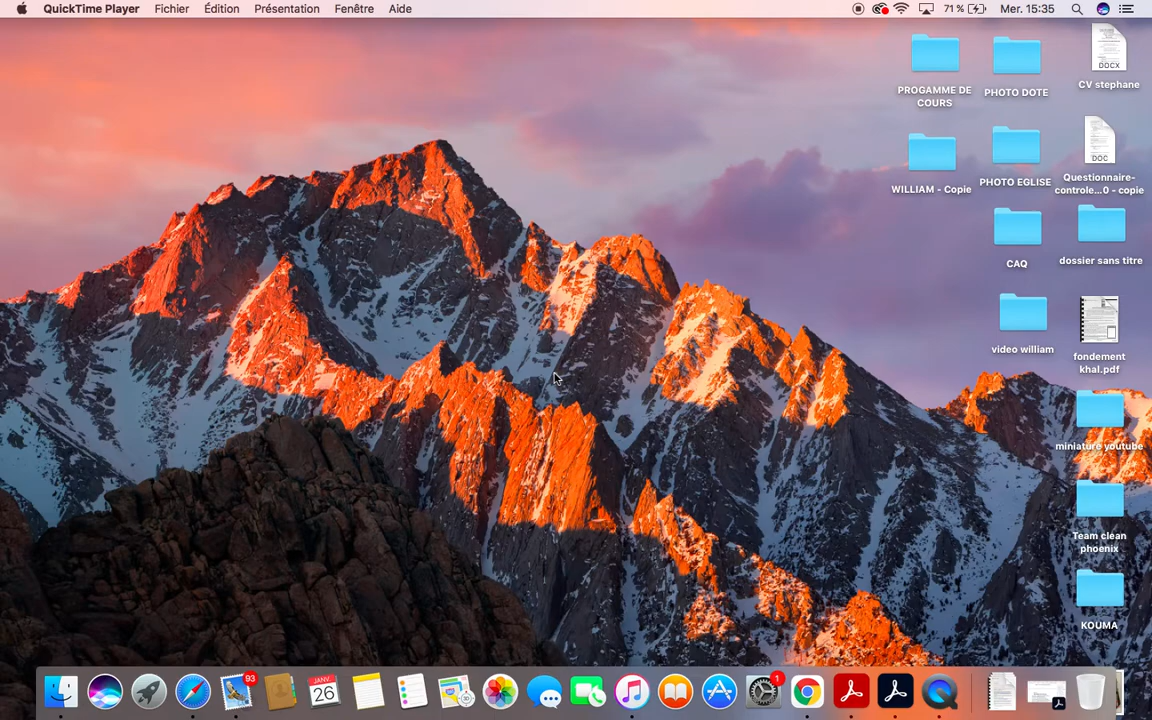 QuickTime Player Fichier Édition Présentation Fenêtre Aide 71 % Mer. 15:35
PROGAMME DE
COURS
PHOTO DOTE
DOCX
CV stephane
WILLIAM - Copie
PHOTO EGLISE
DOC
Questionnaire-
controle...0 - copie
CAQ
dossier sans titre
video william
fondement
khal.pdf
miniature youtube
Team clean
phoenix
KOUMA
93
JANV.
26
1